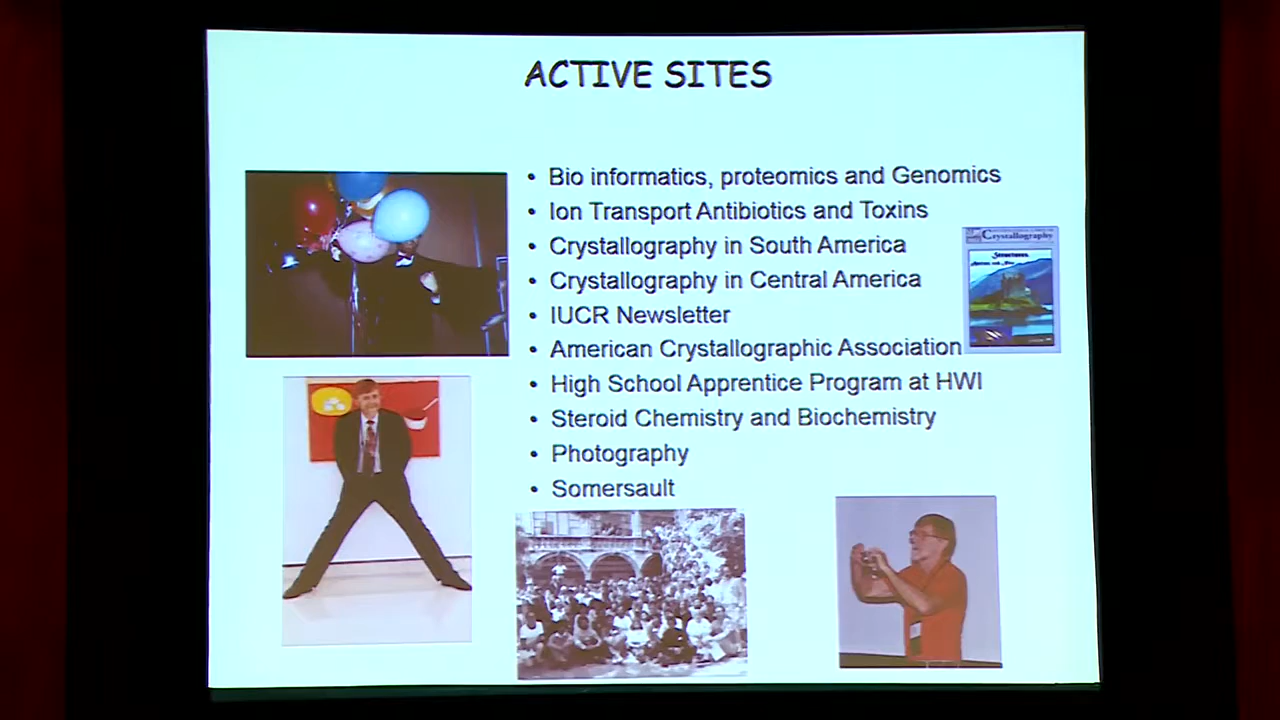 ACTIVE SITES
• Bio informatics, proteomics and Genomics
• Ion Transport Antibiotics and Toxins
• Crystallography in South America
• Crystallography in Central America
• IUCR Newsletter
• American Crystallographic Association
• High School Apprentice Program at HWI
• Steroid Chemistry and Biochemistry
• Photography
• Somersault
Crystallography
Structures